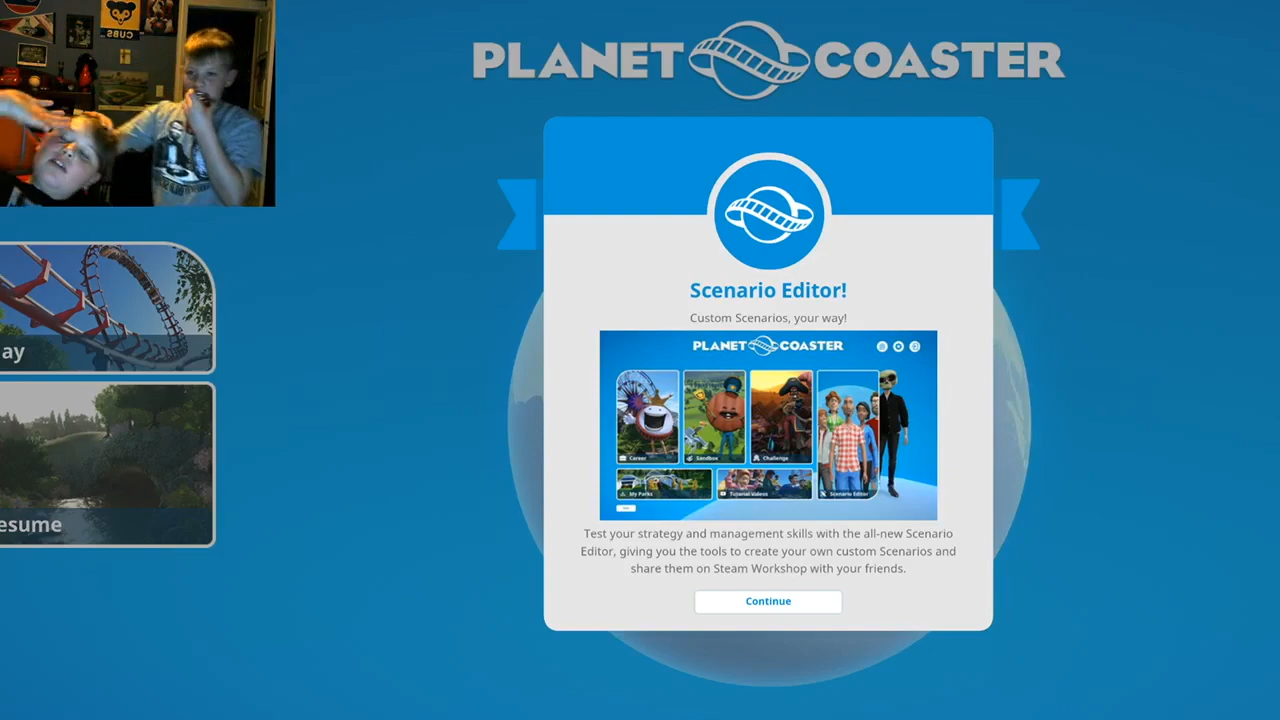 CUBS
PLANET COASTER
Scenario Editor!
Custom Scenarios, your way!
PLANET COASTER
Career
Sandbox
Challenge
My Parks
Tutorial Videos
Scenario Editor
Test your strategy and management skills with the all-new Scenario
Editor, giving you the tools to create your own custom Scenarios and
share them on Steam Workshop with your friends.
Continue
ay
esume